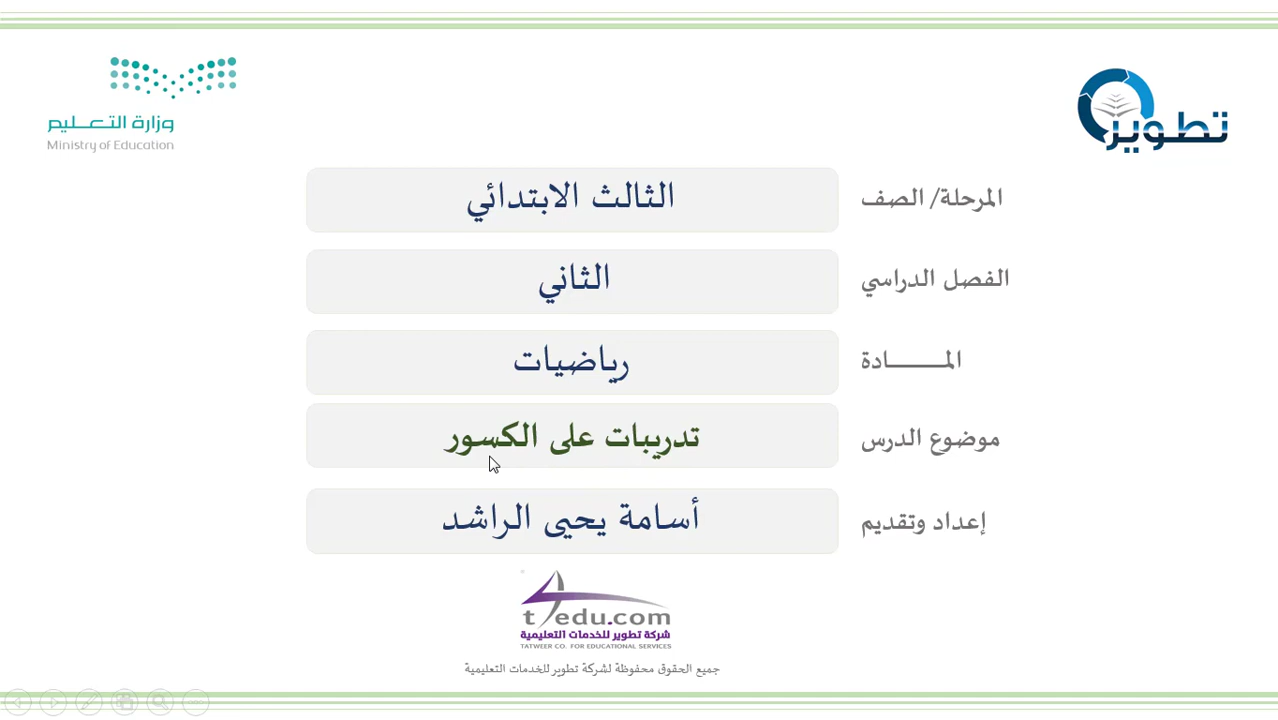 وزارة التعليم
Ministry of Education
تطوير
المرحلة/ الصف
الثالث الابتدائي
الفصل الدراسي
الثاني
المــــــــادة
رياضيات
موضوع الدرس
تدريبات على الكسور
إعداد وتقديم
أسامة يحيى الراشد
t4edu.com
شركة تطوير للخدمات التعليمية
TATWEER CO. FOR EDUCATIONAL SERVICES
جميع الحقوق محفوظة لشركة تطوير للخدمات التعليمية